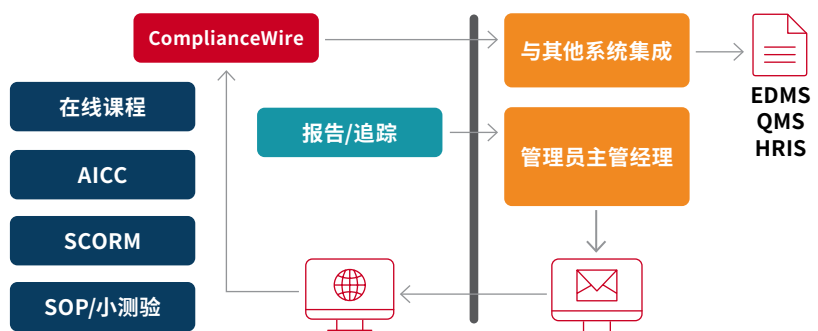 ComplianceWire
与其他系统集成
EDMS
QMS
HRIS
在线课程
报告/追踪
管理员主管经理
AICC
SCORM
SOP/小测验